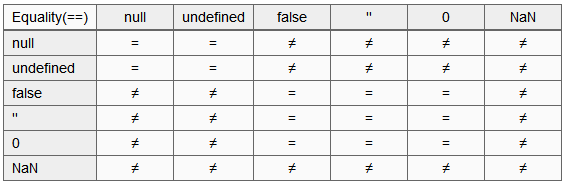 Equality(==) null undefined false '' 0 NaN
null = = ≠ ≠ ≠ ≠
undefined = = ≠ ≠ ≠ ≠
false ≠ ≠ = = = ≠
'' ≠ ≠ = = = ≠
0 ≠ ≠ = = = ≠
NaN ≠ ≠ ≠ ≠ ≠ ≠